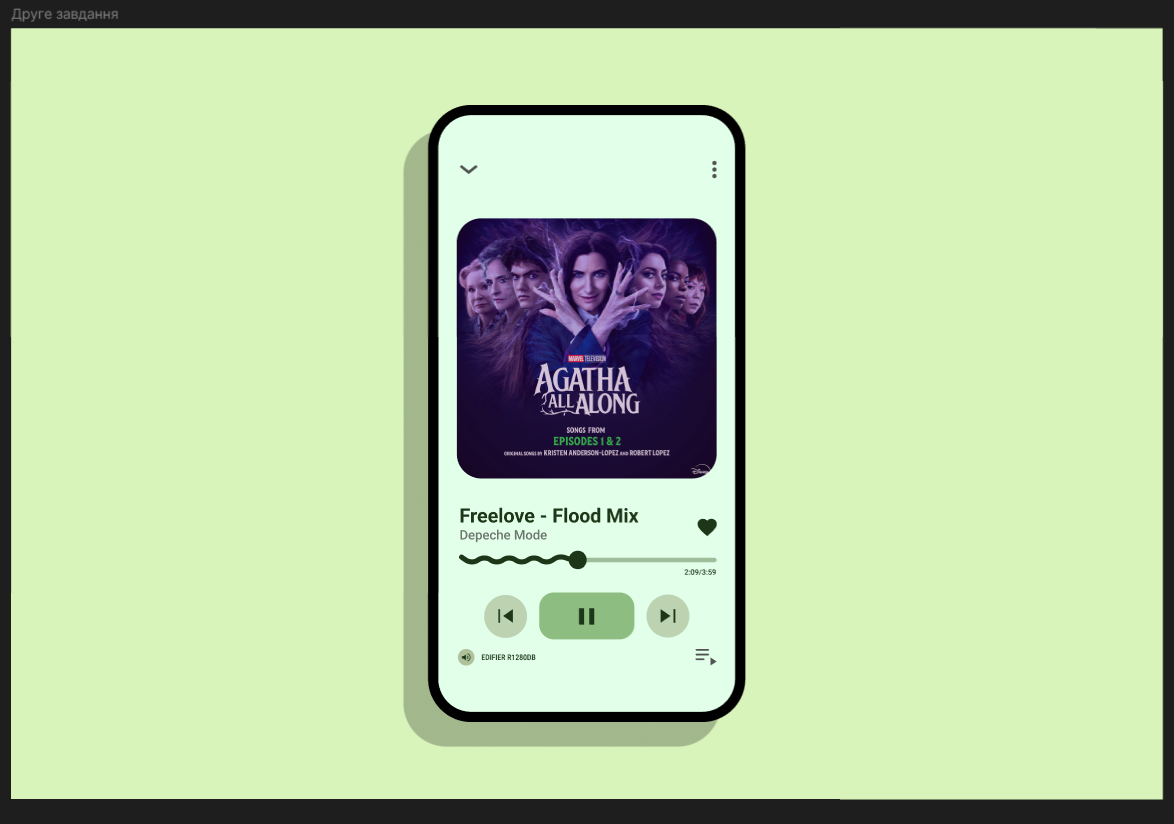 Друге завдання
MARVEL TELEVISION
AGATHA
ALL ALONG
SONGS FROM
EPISODES 1 & 2
ORIGINAL SONGS BY KRISTEN ANDERSON-LOPEZ AND ROBERT LOPEZ
Disney
Freelove - Flood Mix
Depeche Mode
2:09/3:59
EDIFIER R1280DB